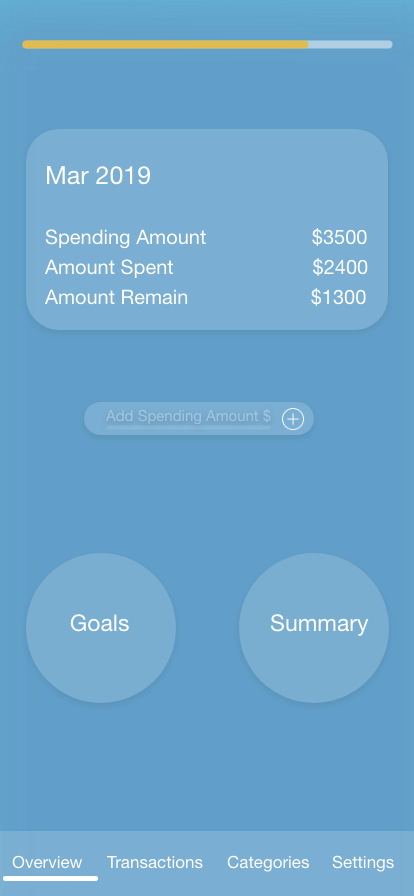 Mar 2019
Spending Amount $3500
Amount Spent $2400
Amount Remain $1300
Add Spending Amount $
Goals Summary
Overview Transactions Categories Settings